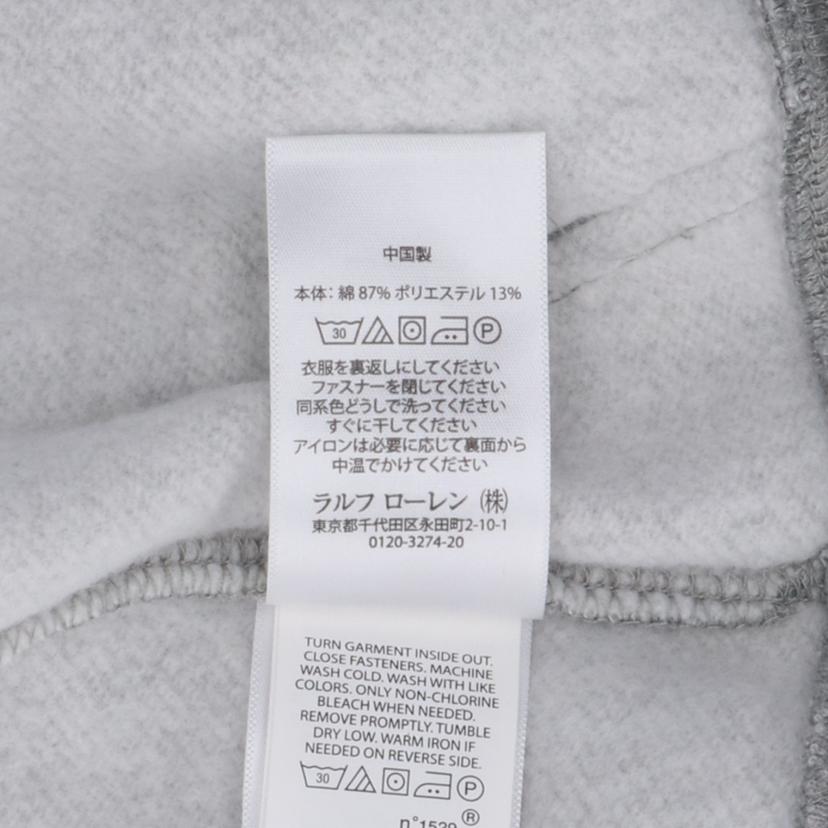 中国製
本体: 綿 87% ポリエステル 13%
30 P
衣服を裏返しにしてください
ファスナーを閉じてください
同系色どうしで洗ってください
すぐに干してください
アイロンは必要に応じて裏面から
中温でかけてください
ラルフ ローレン (株)
東京都千代田区永田町2-10-1
0120-3274-20
TURN GARMENT INSIDE OUT.
CLOSE FASTENERS. MACHINE
WASH COLD. WASH WITH LIKE
COLORS. ONLY NON-CHLORINE
BLEACH WHEN NEEDED.
REMOVE PROMPTLY. TUMBLE
DRY LOW. WARM IRON IF
NEEDED ON REVERSE SIDE.
30 P
®